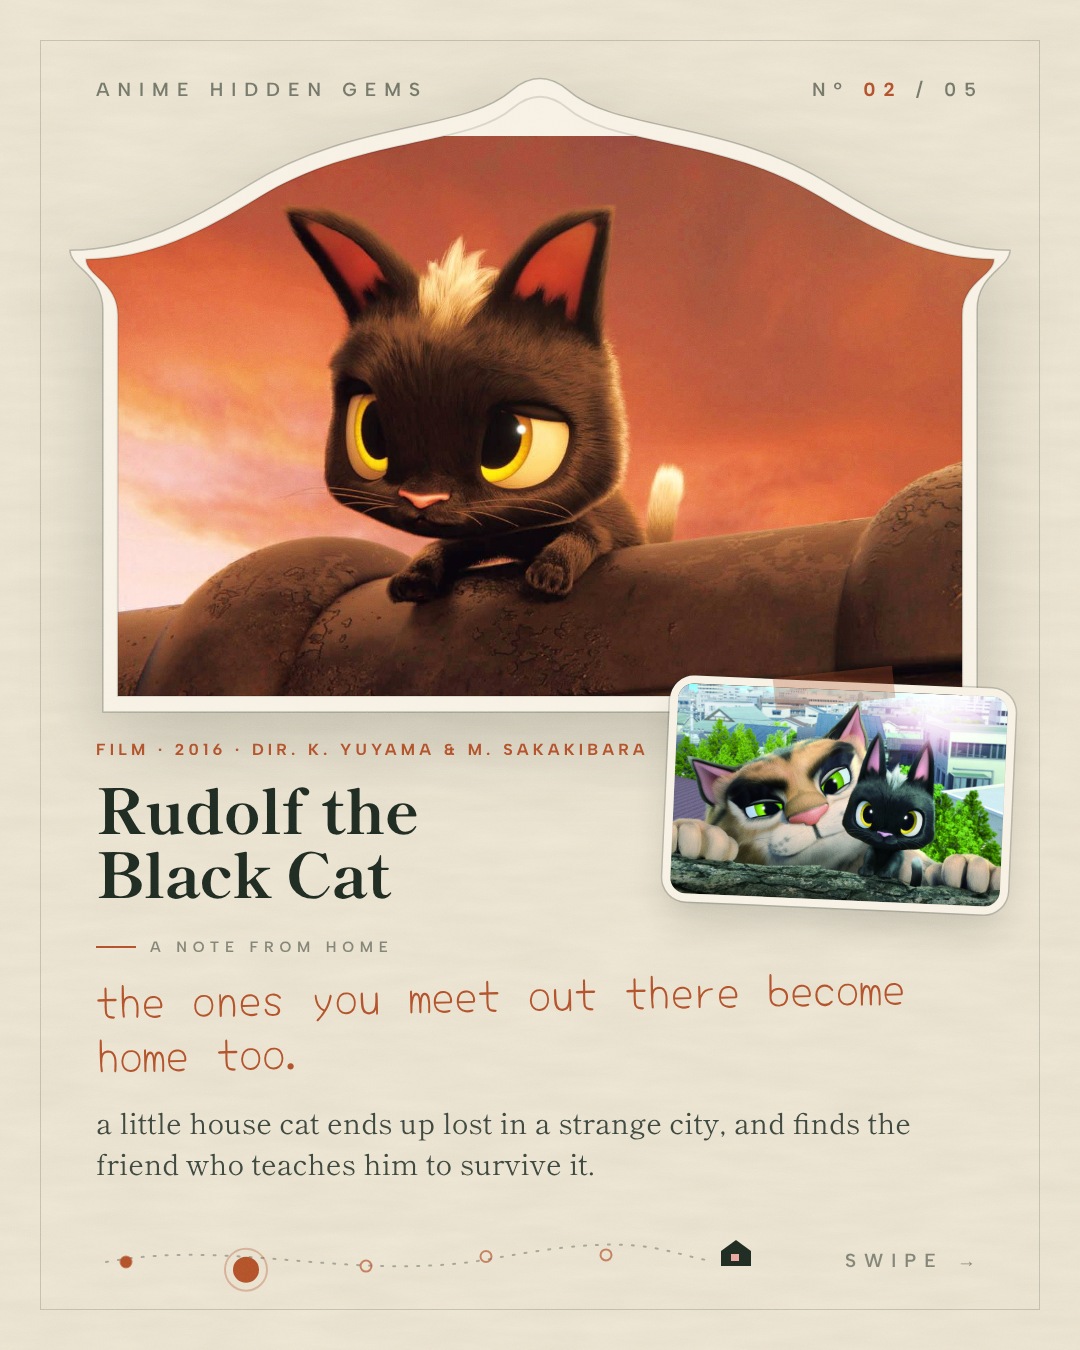 ANIME HIDDEN GEMS
Nº 02 / 05
FILM · 2016 · DIR. K. YUYAMA & M. SAKAKIBARA
Rudolf the
Black Cat
A NOTE FROM HOME
the ones you meet out there become
home too.
a little house cat ends up lost in a strange city, and finds the
friend who teaches him to survive it.
SWIPE →